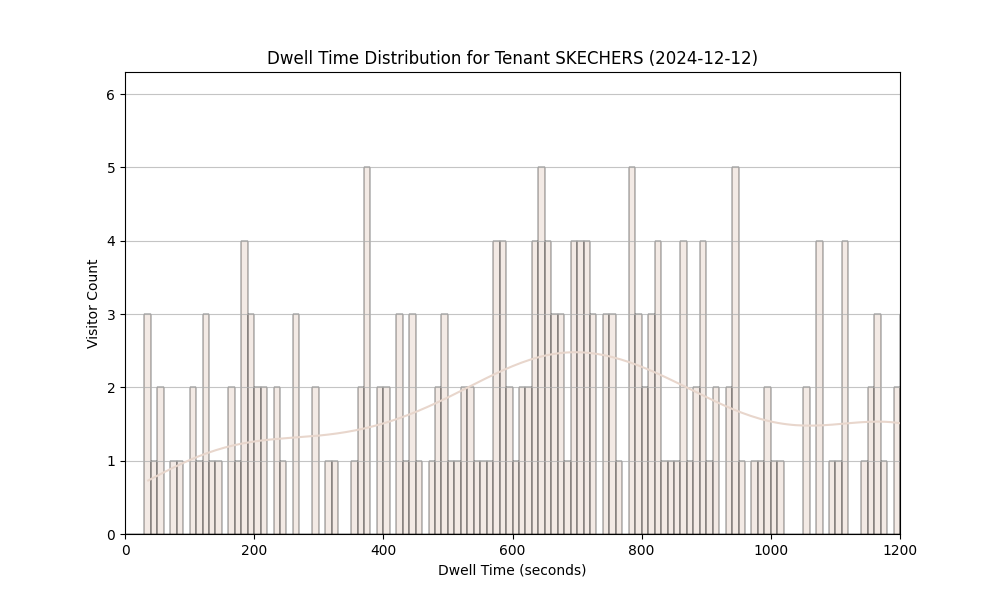 Dwell Time Distribution for Tenant SKECHERS (2024-12-12)
Visitor Count
6
5
4
3
2
1
0
0 200 400 600 800 1000 1200
Dwell Time (seconds)